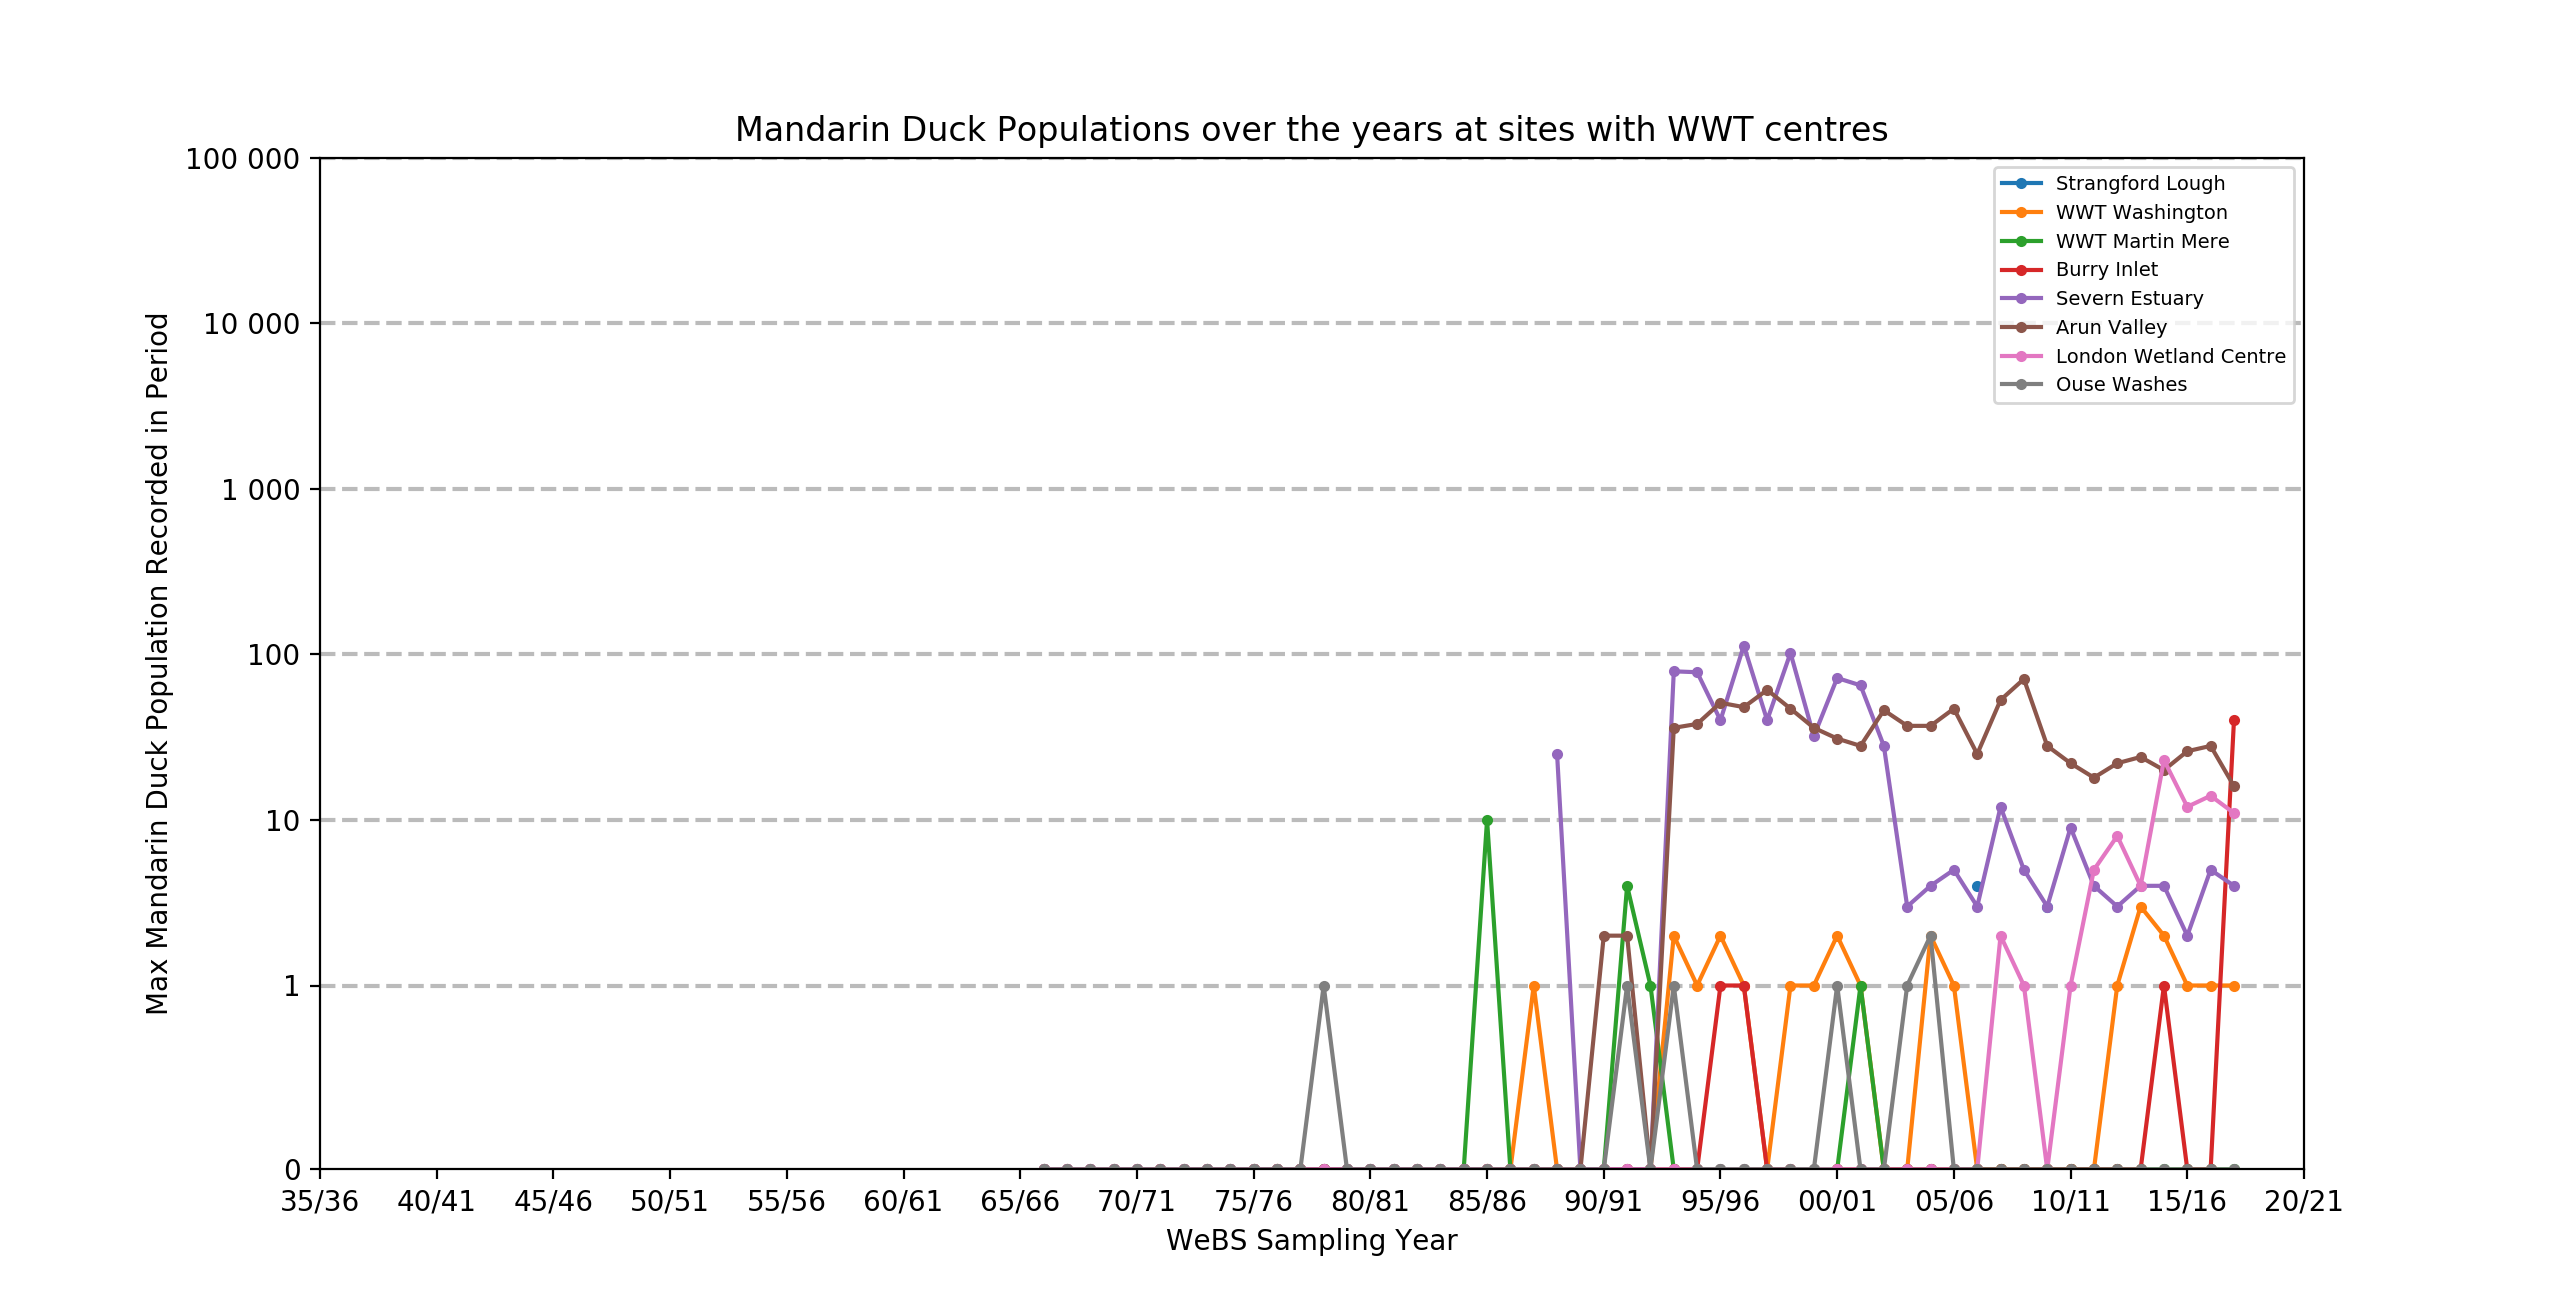 Mandarin Duck Populations over the years at sites with WWT centres
100 000
10 000
1 000
100
10
1
0
Max Mandarin Duck Population Recorded in Period
Strangford Lough
WWT Washington
WWT Martin Mere
Burry Inlet
Severn Estuary
Arun Valley
London Wetland Centre
Ouse Washes
35/36 40/41 45/46 50/51 55/56 60/61 65/66 70/71 75/76 80/81 85/86 90/91 95/96 00/01 05/06 10/11 15/16 20/21
WeBS Sampling Year